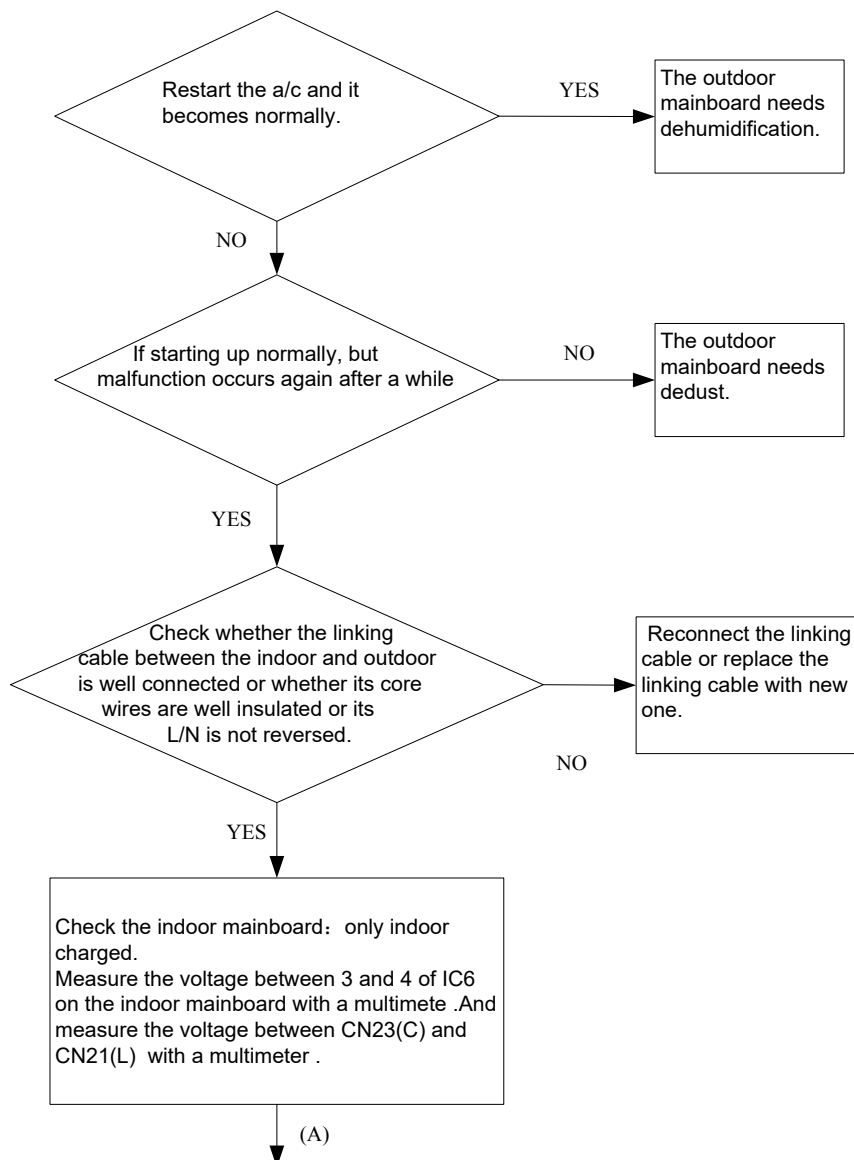 Restart the a/c and it
becomes normally.
YES
The outdoor
mainboard needs
dehumidification.
NO
If starting up normally, but
malfunction occurs again after a while
NO
The outdoor
mainboard needs
dedust.
YES
Check whether the linking
cable between the indoor and outdoor
is well connected or whether its core
wires are well insulated or its
L/N is not reversed.
NO
Reconnect the linking
cable or replace the
linking cable with new
one.
YES
Check the indoor mainboard：only indoor
charged.
Measure the voltage between 3 and 4 of IC6
on the indoor mainboard with a multimete .And
measure the voltage between CN23(C) and
CN21(L)  with a multimeter .
(A)